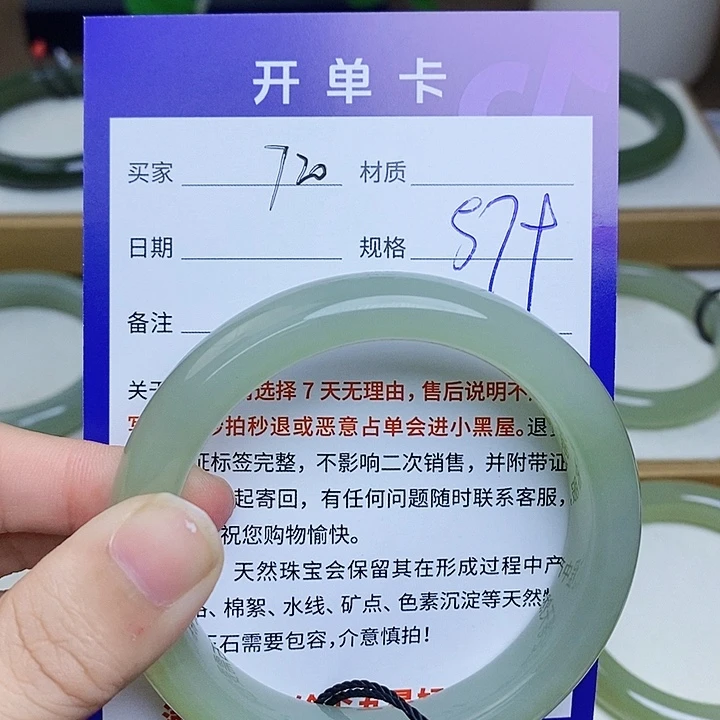 开单卡
买家 720 材质
日期 规格 57+
备注
关于 选择7天无理由,售后说明不
秒拍秒退或恶意占单会进小黑屋。退
证标签完整,不影响二次销售,并附带证
起寄回,有任何问题随时联系客服,
祝您购物愉快。
天然珠宝会保留其在形成过程中产
、棉絮、水线、矿点、色素沉淀等天然
玉石需要包容,介意慎拍!